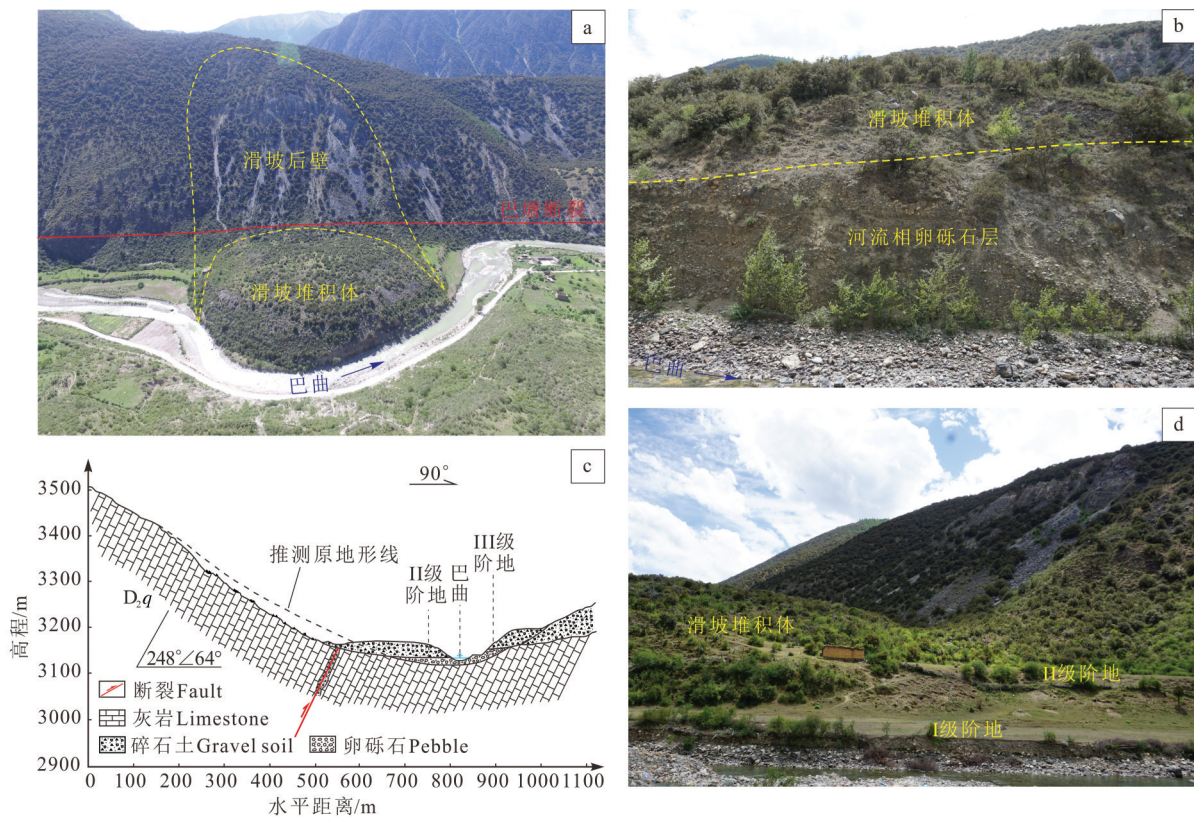 a
滑坡后壁
巴塘断裂
滑坡堆积体
巴曲
b
滑坡堆积体
河流相卵砾石层
巴曲
c
90°
3500
3400
3300
3200
3100
3000
2900
高程/m
推测原地形线
II级
阶地
巴
曲
III级
阶地
D₂q
248°∠64°
断裂Fault
灰岩Limestone
碎石土Gravel soil
卵砾石Pebble
0 100 200 300 400 500 600 700 800 900 1000 1100
水平距离/m
d
滑坡堆积体
II级阶地
I级阶地